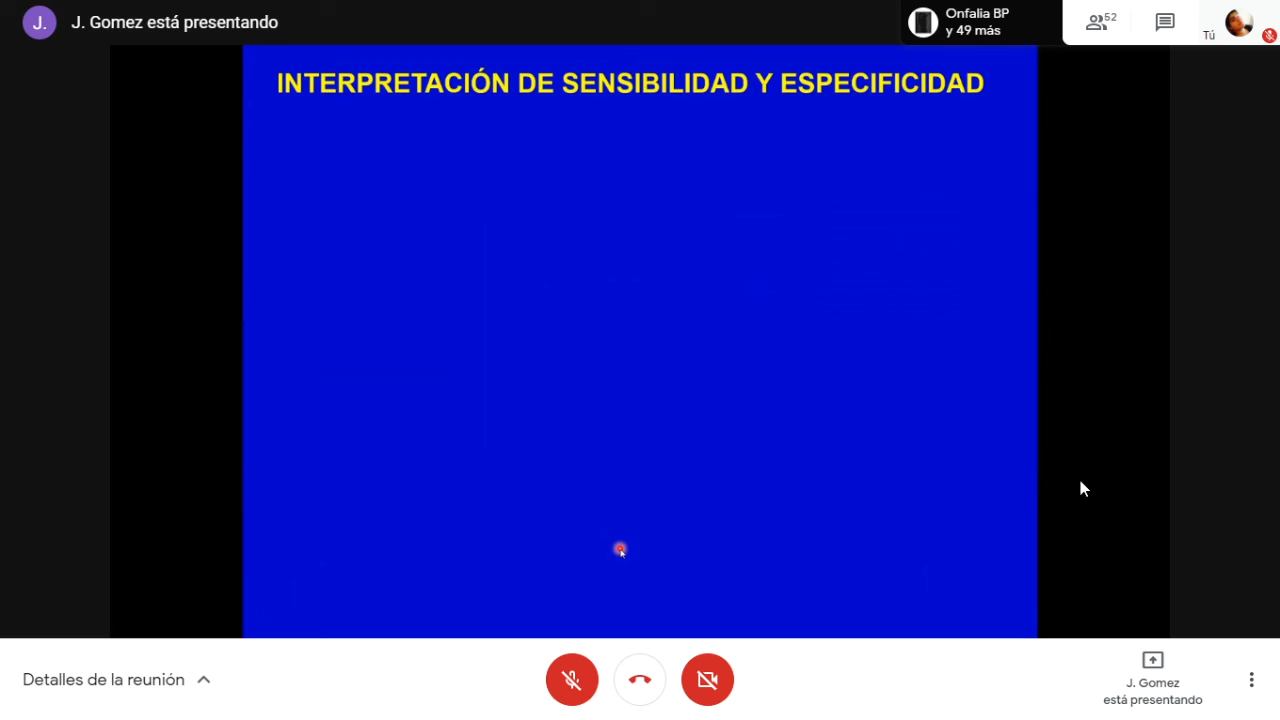 J. J. Gomez está presentando
Onfalia BP
y 49 más
52
Tú
INTERPRETACIÓN DE SENSIBILIDAD Y ESPECIFICIDAD
Detalles de la reunión
J. Gomez
está presentando